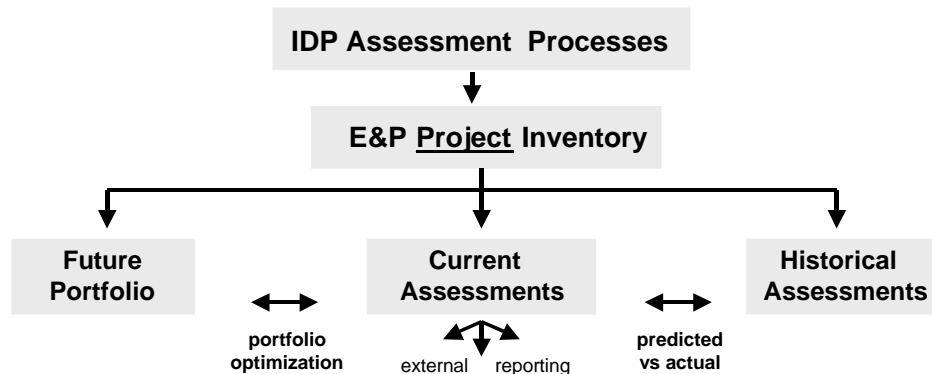 IDP Assessment Processes
E&P Project Inventory
Future
Portfolio
Current
Assessments
Historical
Assessments
portfolio
optimization
predicted
vs actual
external reporting